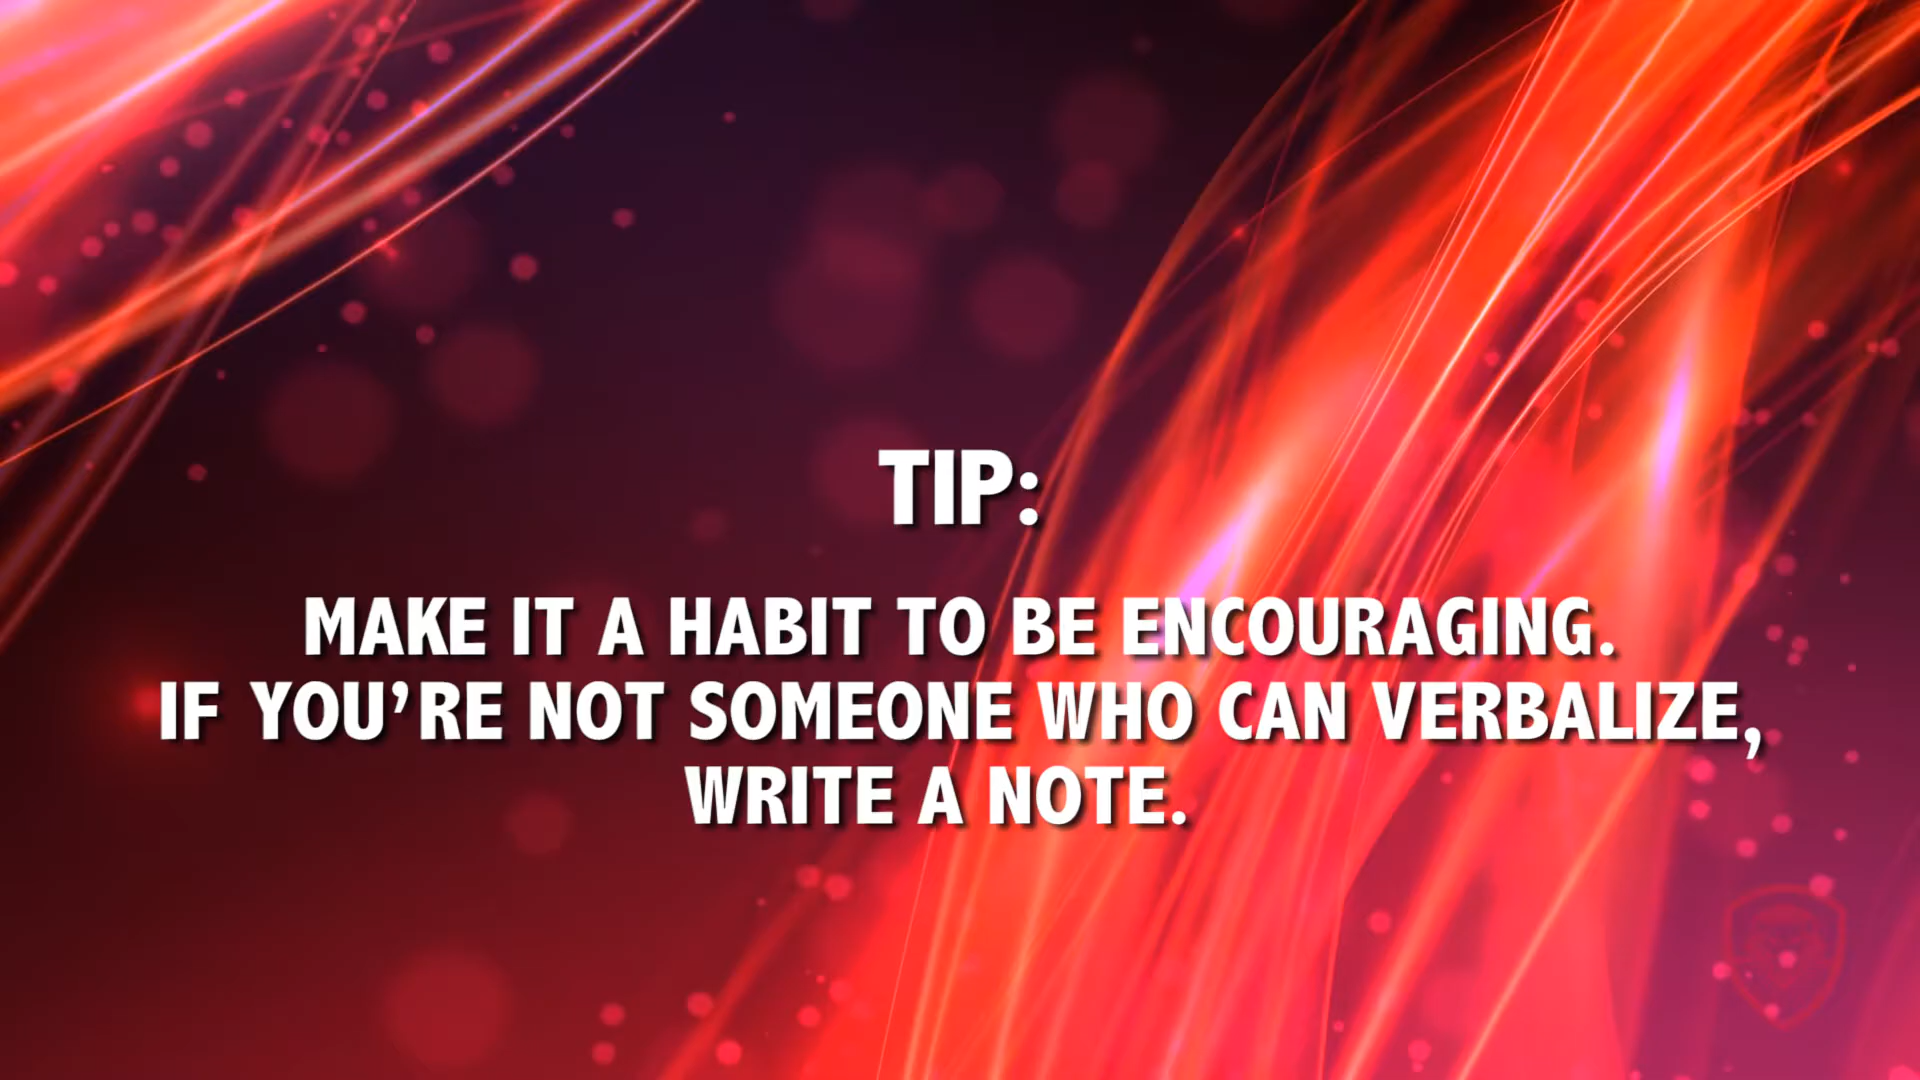 TIP:
MAKE IT A HABIT TO BE ENCOURAGING.
IF YOU’RE NOT SOMEONE WHO CAN VERBALIZE,
WRITE A NOTE.